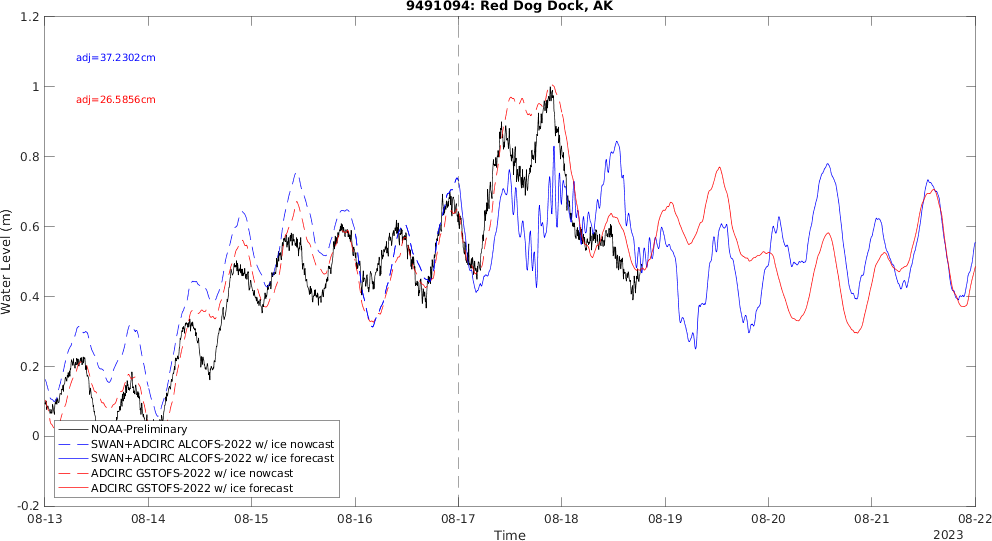 9491094: Red Dog Dock, AK
1.2
adj=37.2302cm
adj=26.5856cm
1
0.8
0.6
0.4
0.2
0
-0.2
Water Level (m)
NOAA-Preliminary
SWAN+ADCIRC ALCOFS-2022 w/ ice nowcast
SWAN+ADCIRC ALCOFS-2022 w/ ice forecast
ADCIRC GSTOFS-2022 w/ ice nowcast
ADCIRC GSTOFS-2022 w/ ice forecast
08-13 08-14 08-15 08-16 08-17 08-18 08-19 08-20 08-21 08-22
Time
2023